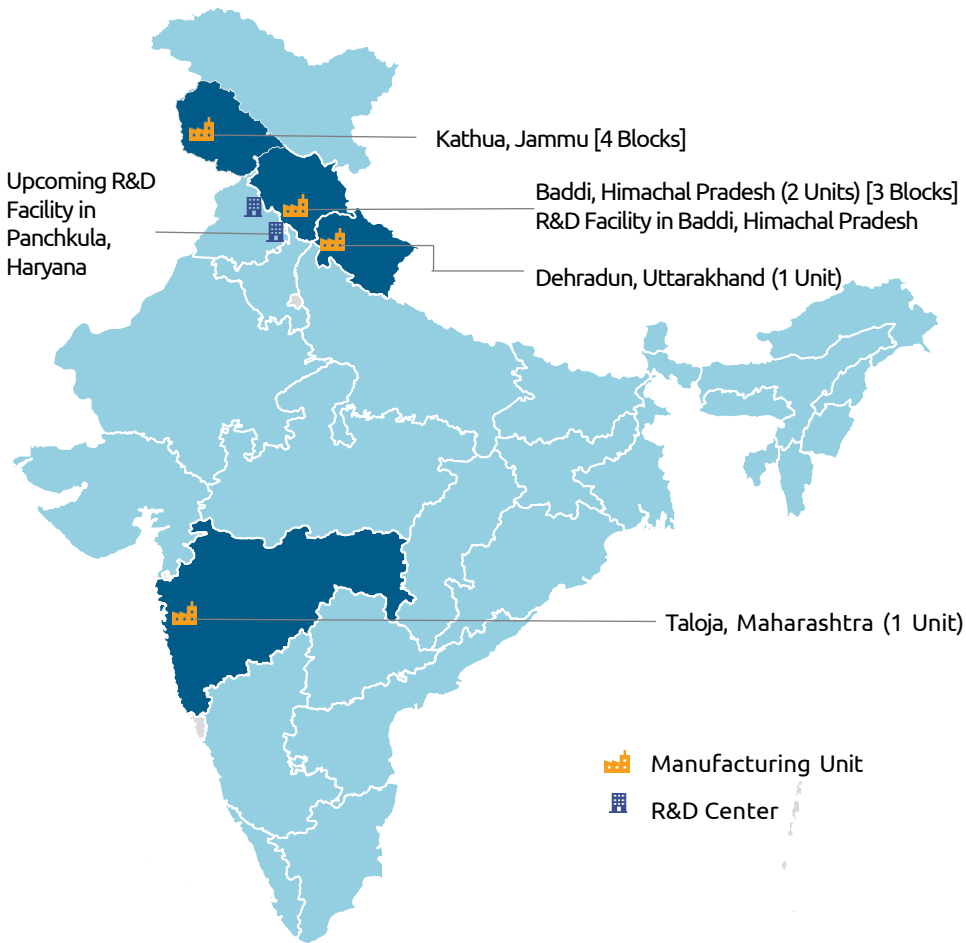 Kathua, Jammu [4 Blocks]
Upcoming R&D
Facility in
Panchkula,
Haryana
Baddi, Himachal Pradesh (2 Units) [3 Blocks]
R&D Facility in Baddi, Himachal Pradesh
Dehradun, Uttarakhand (1 Unit)
Taloja, Maharashtra (1 Unit)
Manufacturing Unit
R&D Center